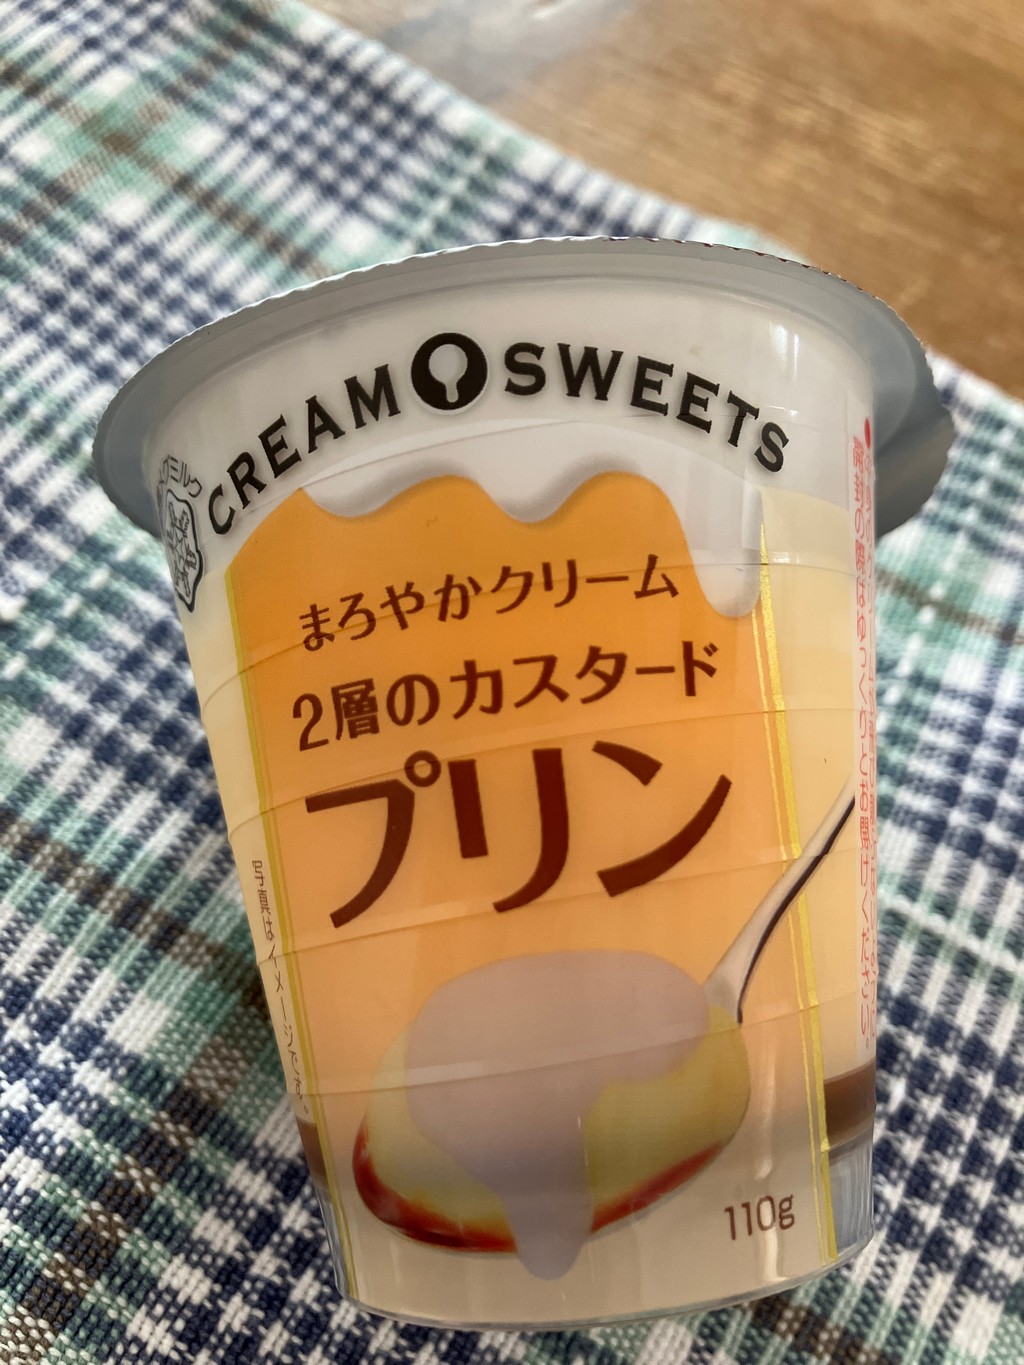 CREAM SWEETS
まろやかクリーム
2層のカスタード
プリン
写真はイメージです。
110g